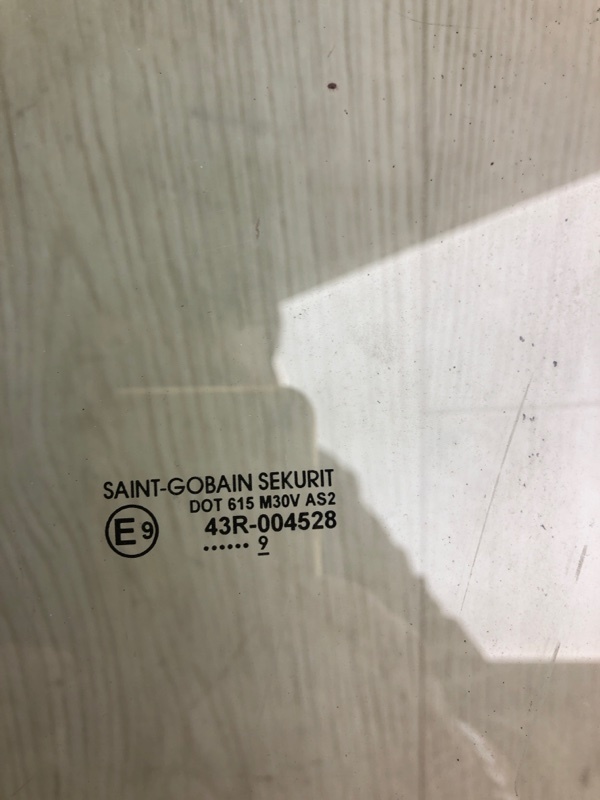 SAINT-GOBAIN SEKURIT
DOT 615 M30V AS2
E9 43R-004528
...... 9